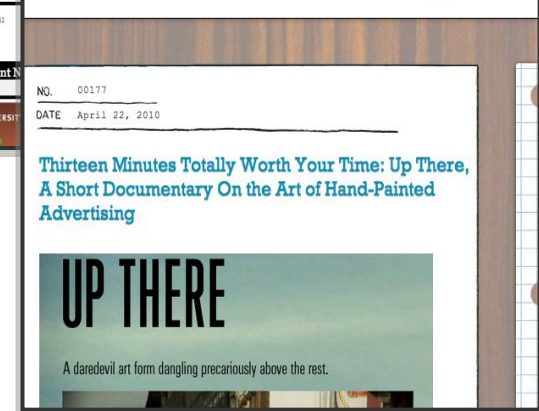 NO. 00177
DATE April 22, 2010
Thirteen Minutes Totally Worth Your Time: Up There,
A Short Documentary On the Art of Hand-Painted
Advertising
UP THERE
A daredevil art form dangling precariously above the rest.